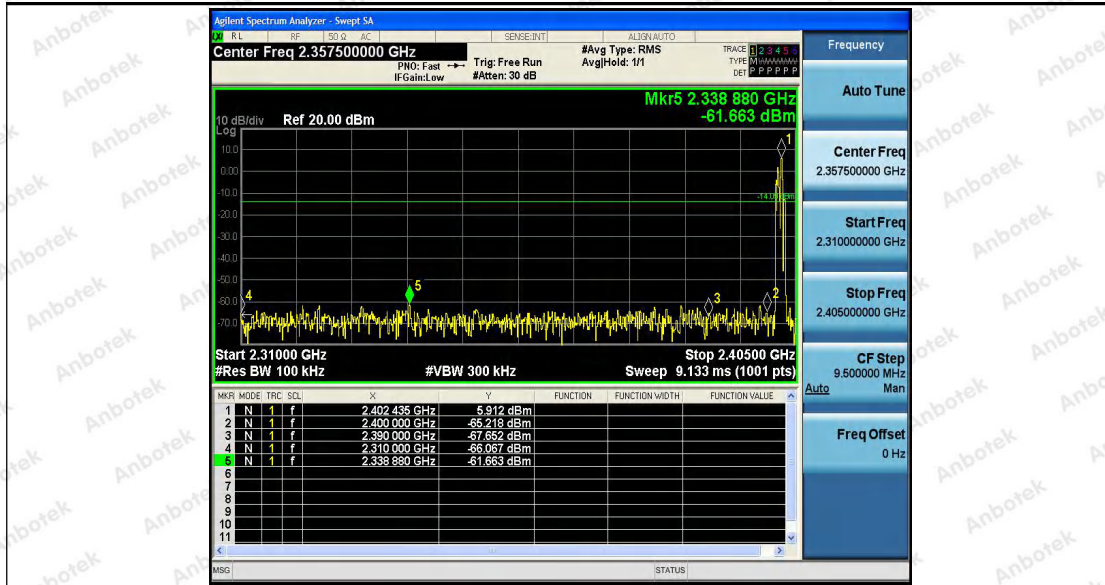 Agilent Spectrum Analyzer - Swept SA
RL RF 50 Ω AC SENSE:INT ALIGNAUTO
Center Freq 2.357500000 GHz
PNO: Fast
IFGain:Low
Trig: Free Run
#Atten: 30 dB
#Avg Type: RMS
Avg|Hold: 1/1
TRACE 1 2 3 4 5 6
TYPE M
DET P P P P P P
Mkr5 2.338 880 GHz
-61.663 dBm
10 dB/div Ref 20.00 dBm
Log
10.0
0.00
-10.0
-20.0
-30.0
-40.0
-50.0
-60.0
-70.0
1
2
3
4
5
Start 2.31000 GHz Stop 2.40500 GHz
#Res BW 100 kHz #VBW 300 kHz Sweep 9.133 ms (1001 pts)
MKR MODE TRC SCL X Y FUNCTION FUNCTION WIDTH FUNCTION VALUE
1 N 1 f 2.402 435 GHz 5.912 dBm
2 N 1 f 2.400 000 GHz -65.218 dBm
3 N 1 f 2.390 000 GHz -67.652 dBm
4 N 1 f 2.310 000 GHz -66.067 dBm
5 N 1 f 2.338 880 GHz -61.663 dBm
6
7
8
9
10
11
MSG STATUS
Frequency
Auto Tune
Center Freq
2.357500000 GHz
Start Freq
2.310000000 GHz
Stop Freq
2.405000000 GHz
CF Step
9.500000 MHz
Auto Man
Freq Offset
0 Hz
Anbotek